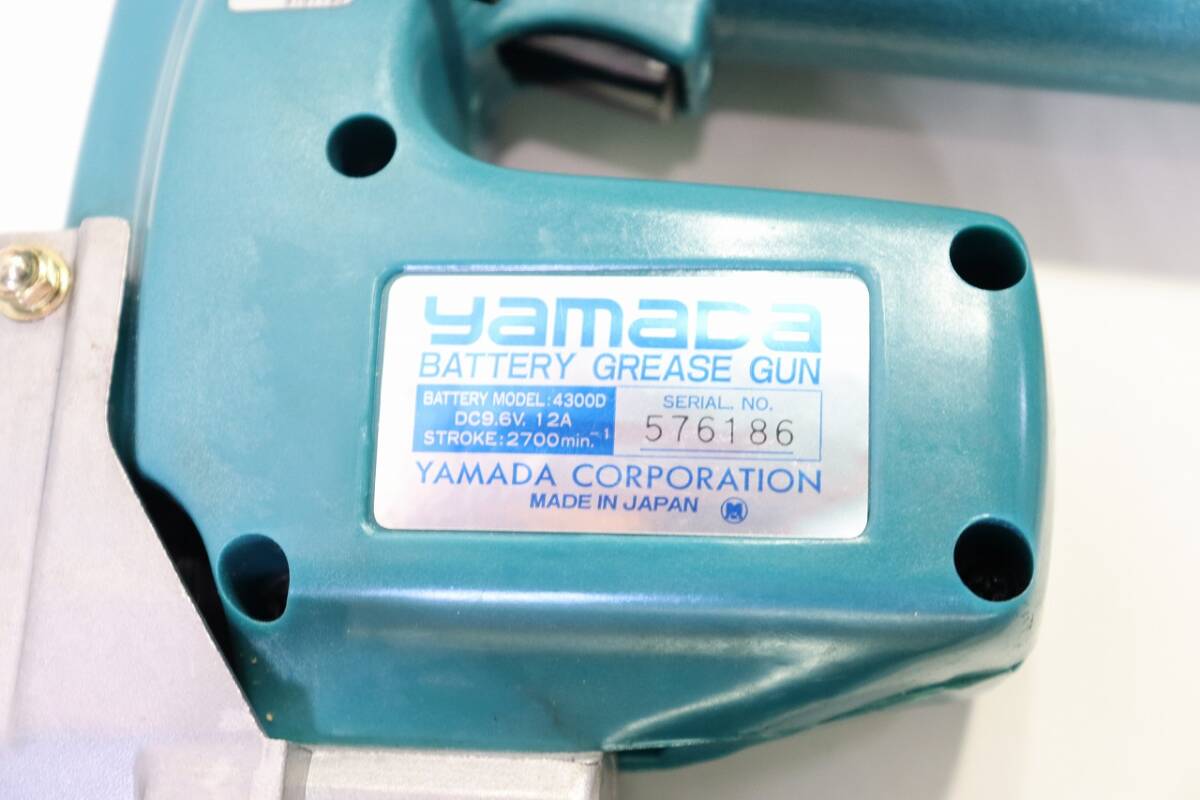 yamada
BATTERY GREASE GUN
BATTERY MODEL:4300D
DC9.6V. 12A
STROKE:2700min.⁻¹
SERIAL. NO.
576186
YAMADA CORPORATION
MADE IN JAPAN M